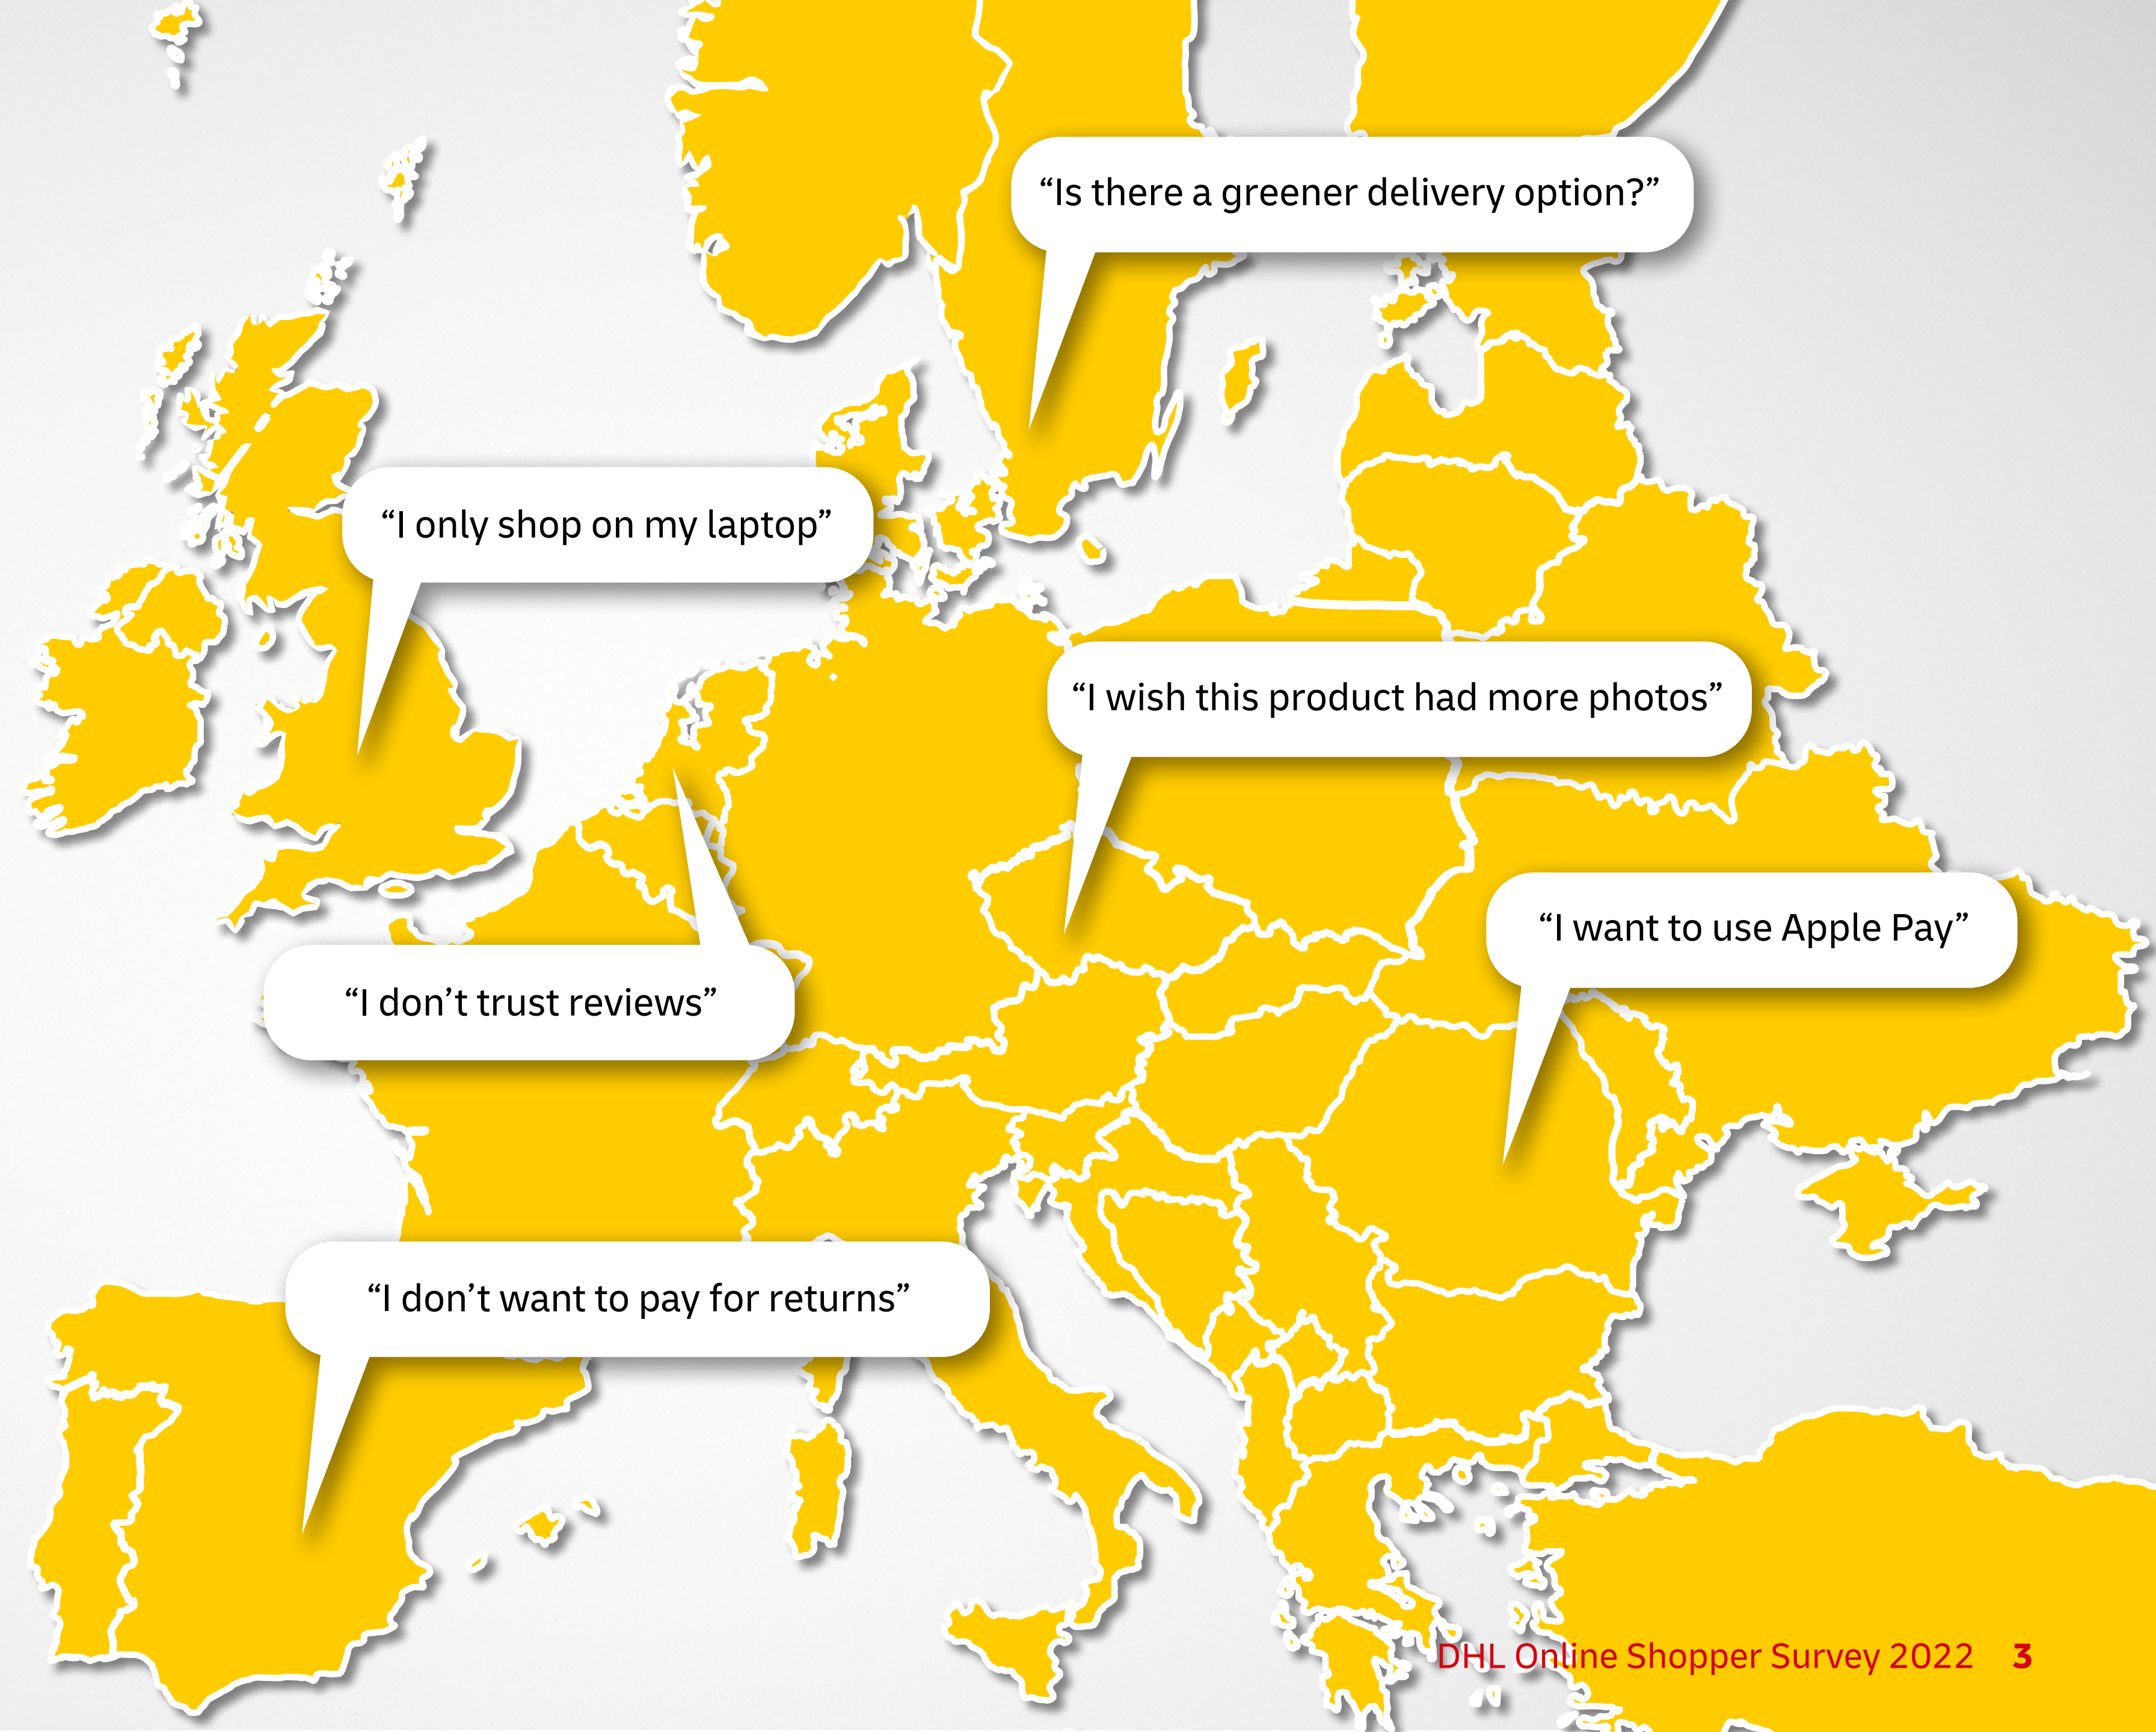 “Is there a greener delivery option?”
“I only shop on my laptop”
“I wish this product had more photos”
“I want to use Apple Pay”
“I don’t trust reviews”
“I don’t want to pay for returns”
DHL Online Shopper Survey 2022 3